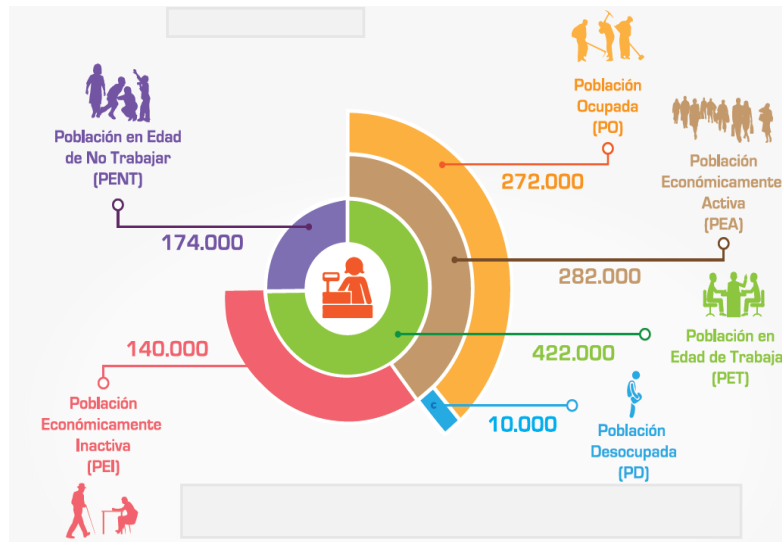 Población
Ocupada
(PO)
272.000
Población en Edad
de No Trabajar
(PENT)
174.000
Población
Económicamente
Activa
(PEA)
282.000
140.000
422.000
Población en
Edad de Trabaja
(PET)
Población
Económicamente
Inactiva
(PEI)
10.000
Población
Desocupada
(PD)